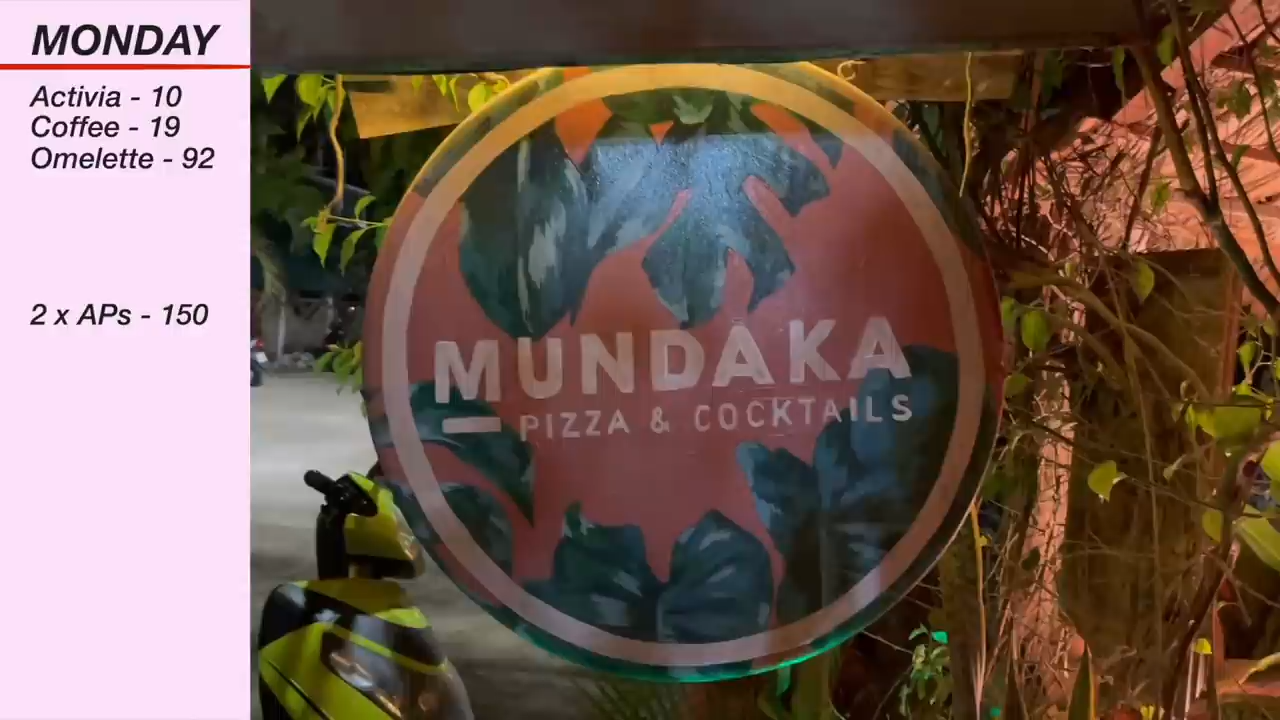 MONDAY
Activia - 10
Coffee - 19
Omelette - 92
2 x APs - 150
MUNDAKA
PIZZA & COCKTAILS